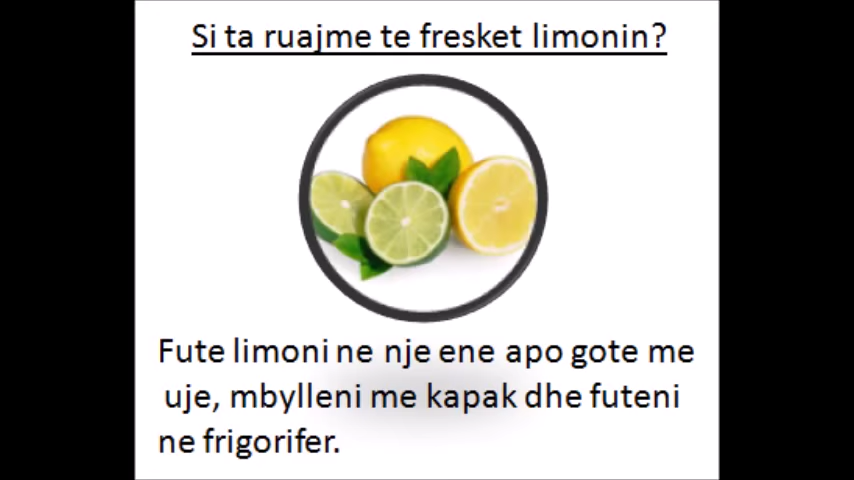 Si ta ruajme te fresket limonin?
Fute limoni ne nje ene apo gote me
uje, mbylleni me kapak dhe futeni
ne frigorifer.